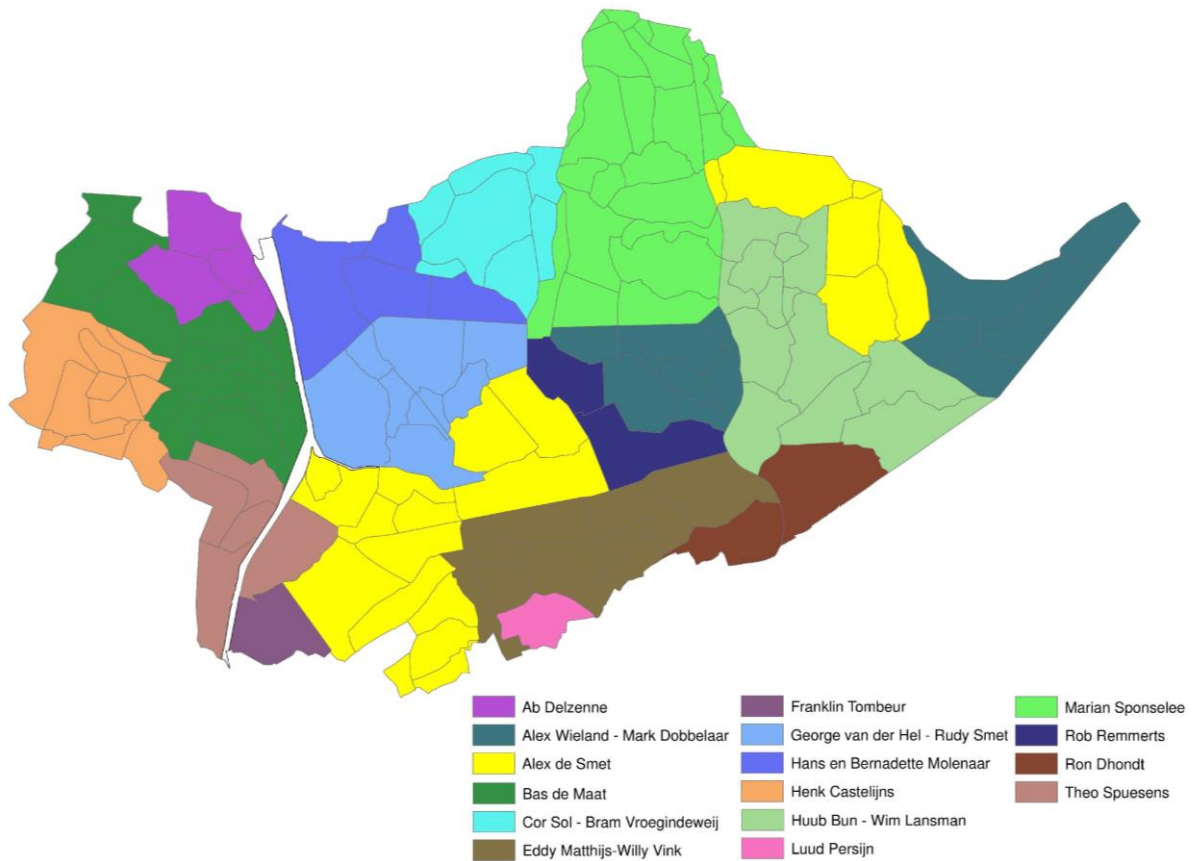 Ab Delzenne
Alex Wieland - Mark Dobbelaar
Alex de Smet
Bas de Maat
Cor Sol - Bram Vroegindeweij
Eddy Matthijs-Willy Vink
Franklin Tombeur
George van der Hel - Rudy Smet
Hans en Bernadette Molenaar
Henk Castelijns
Huub Bun - Wim Lansman
Luud Persijn
Marian Sponselee
Rob Remmerts
Ron Dhondt
Theo Spuesens